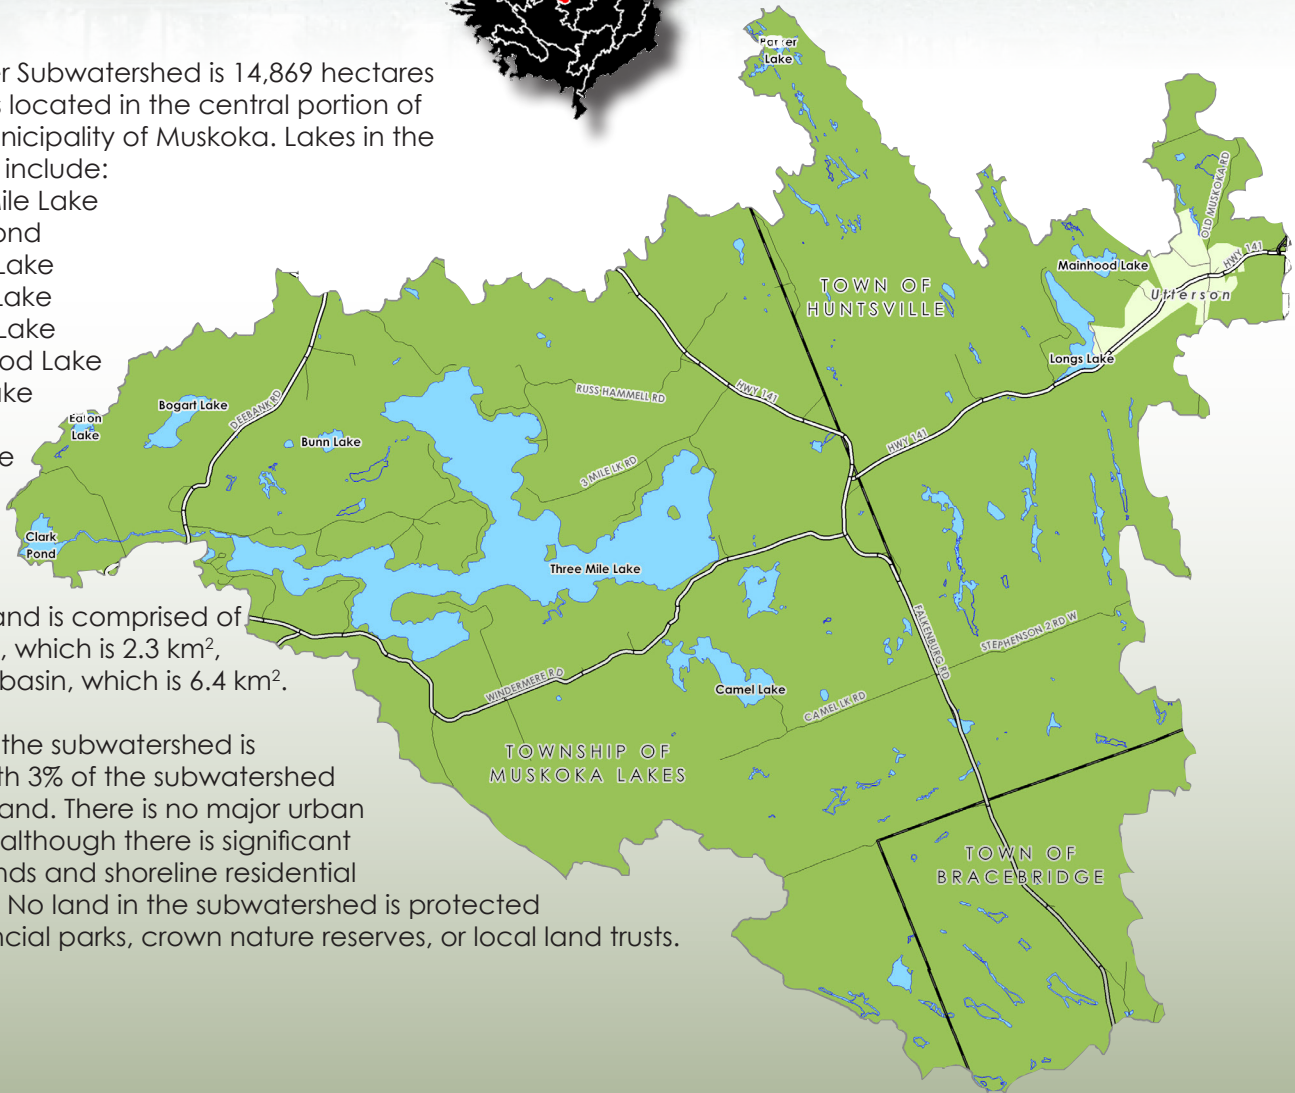 er Subwatershed is 14,869 hectares
s located in the central portion of
unicipality of Muskoka. Lakes in the
include:
Mile Lake
ond
Lake
Lake
Lake
od Lake
ake
e
and is comprised of
, which is 2.3 km²,
basin, which is 6.4 km².
the subwatershed is
th 3% of the subwatershed
and. There is no major urban
although there is significant
nds and shoreline residential
No land in the subwatershed is protected
ncial parks, crown nature reserves, or local land trusts.
Lake
OLD MUSKOKA RD
HWY 141
Mainhood Lake
Utterson
TOWN OF
HUNTSVILLE
Longs Lake
RUSS HAMMELL RD
HWY 141
DEEBANK RD
Bogart Lake
Eaton
Lake
Bunn Lake
HWY 141
3 MILE LK RD
Clark
Pond
Three Mile Lake
FALKENBURG RD
STEPHENSON 2 RD W
WINDERMERE RD
Camel Lake
CAMEL LK RD
TOWNSHIP OF
MUSKOKA LAKES
TOWN OF
BRACEBRIDGE